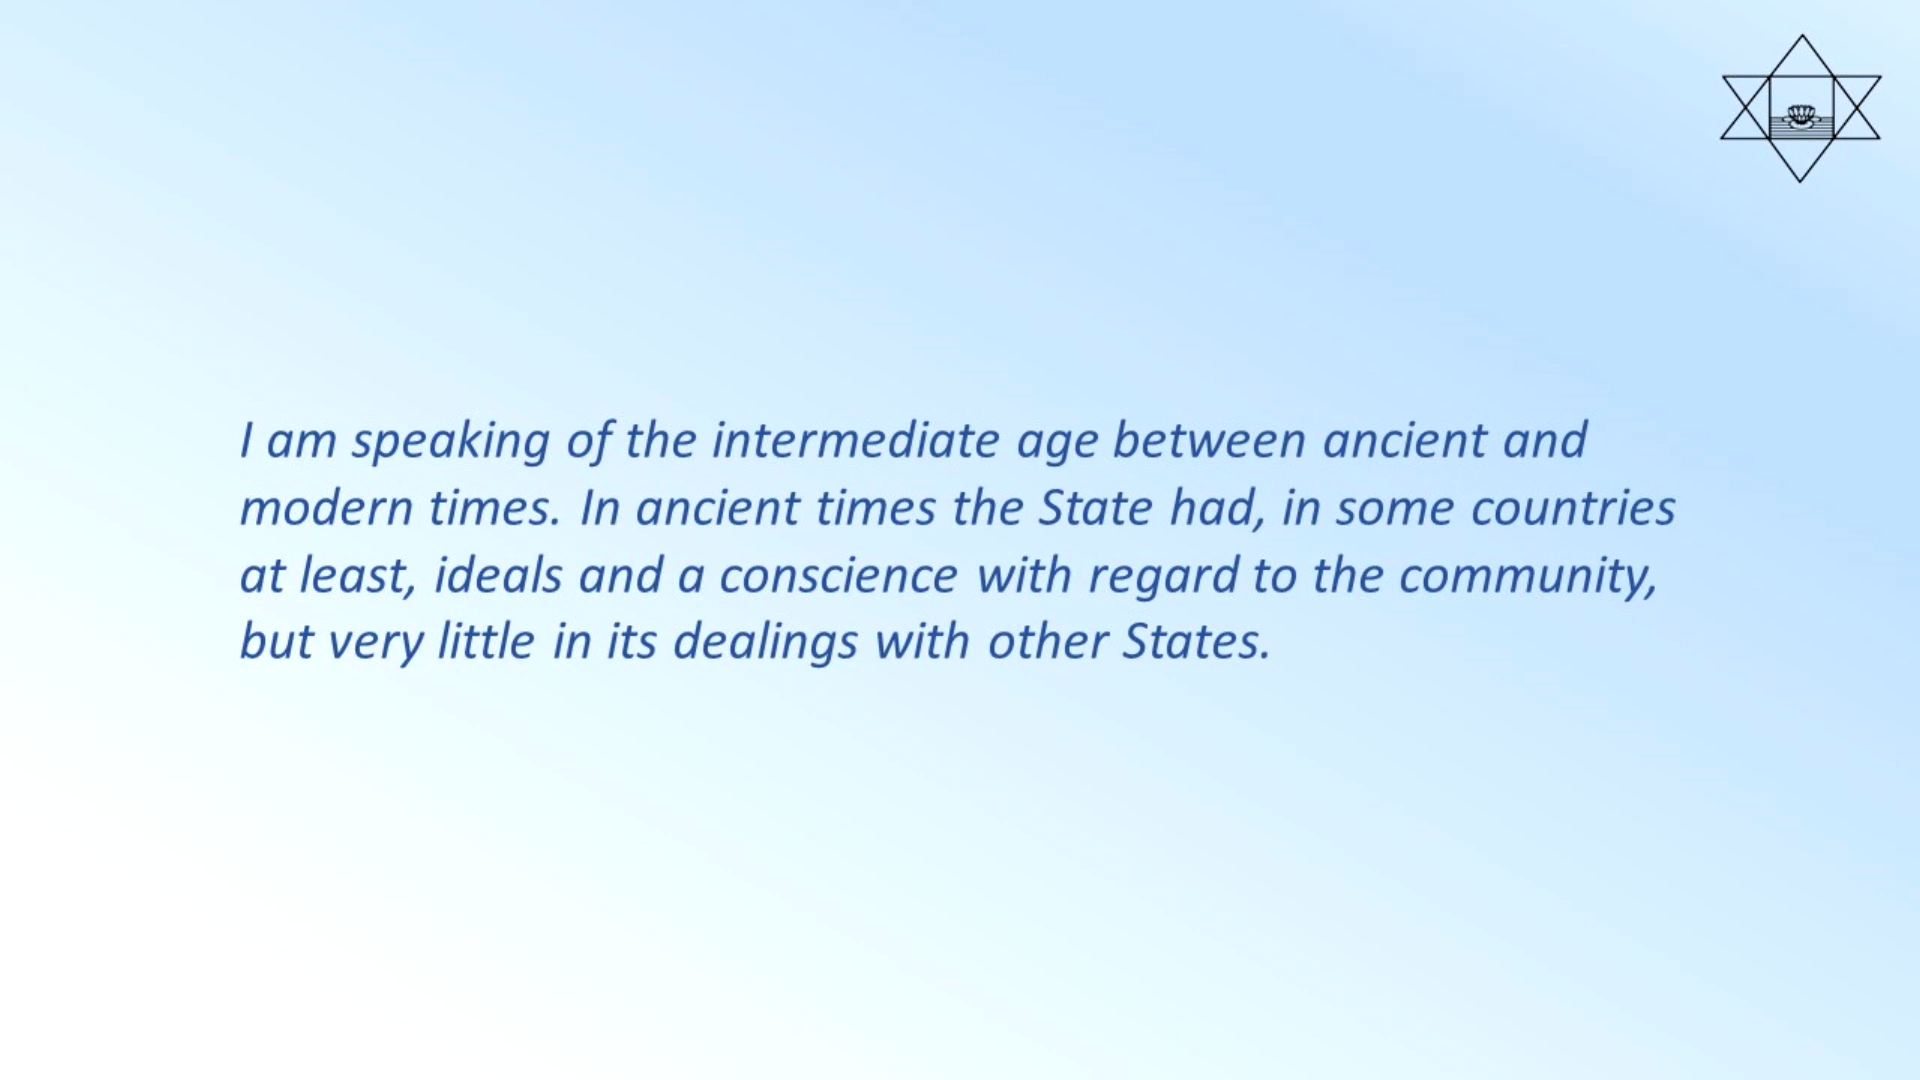 I am speaking of the intermediate age between ancient and
modern times. In ancient times the State had, in some countries
at least, ideals and a conscience with regard to the community,
but very little in its dealings with other States.